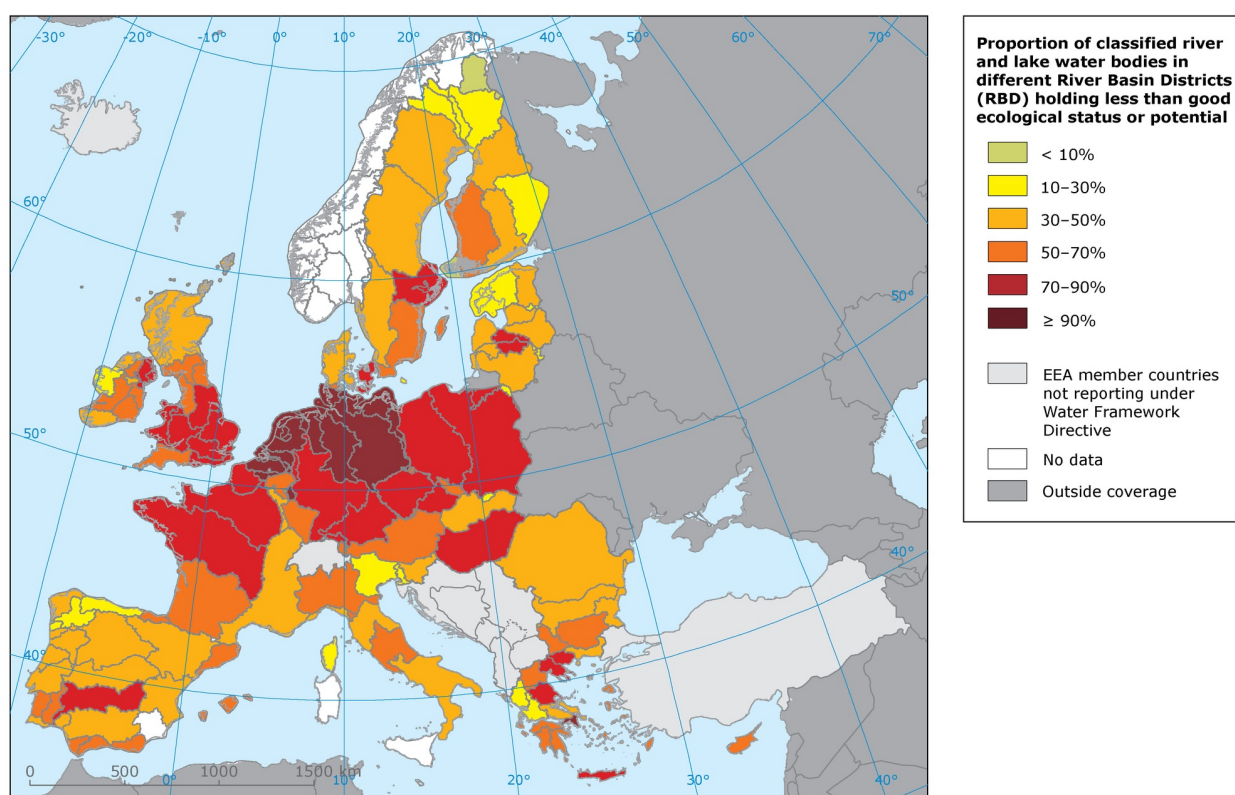 -30°
-20°
-10°
0°
10°
20°
30°
40°
50°
60°
70°
60°
50°
50°
40°
40°
0
500
1000
1500 km
0°
10°
20°
30°
40°
Proportion of classified river
and lake water bodies in
different River Basin Districts
(RBD) holding less than good
ecological status or potential
< 10%
10–30%
30–50%
50–70%
70–90%
≥ 90%
EEA member countries
not reporting under
Water Framework
Directive
No data
Outside coverage